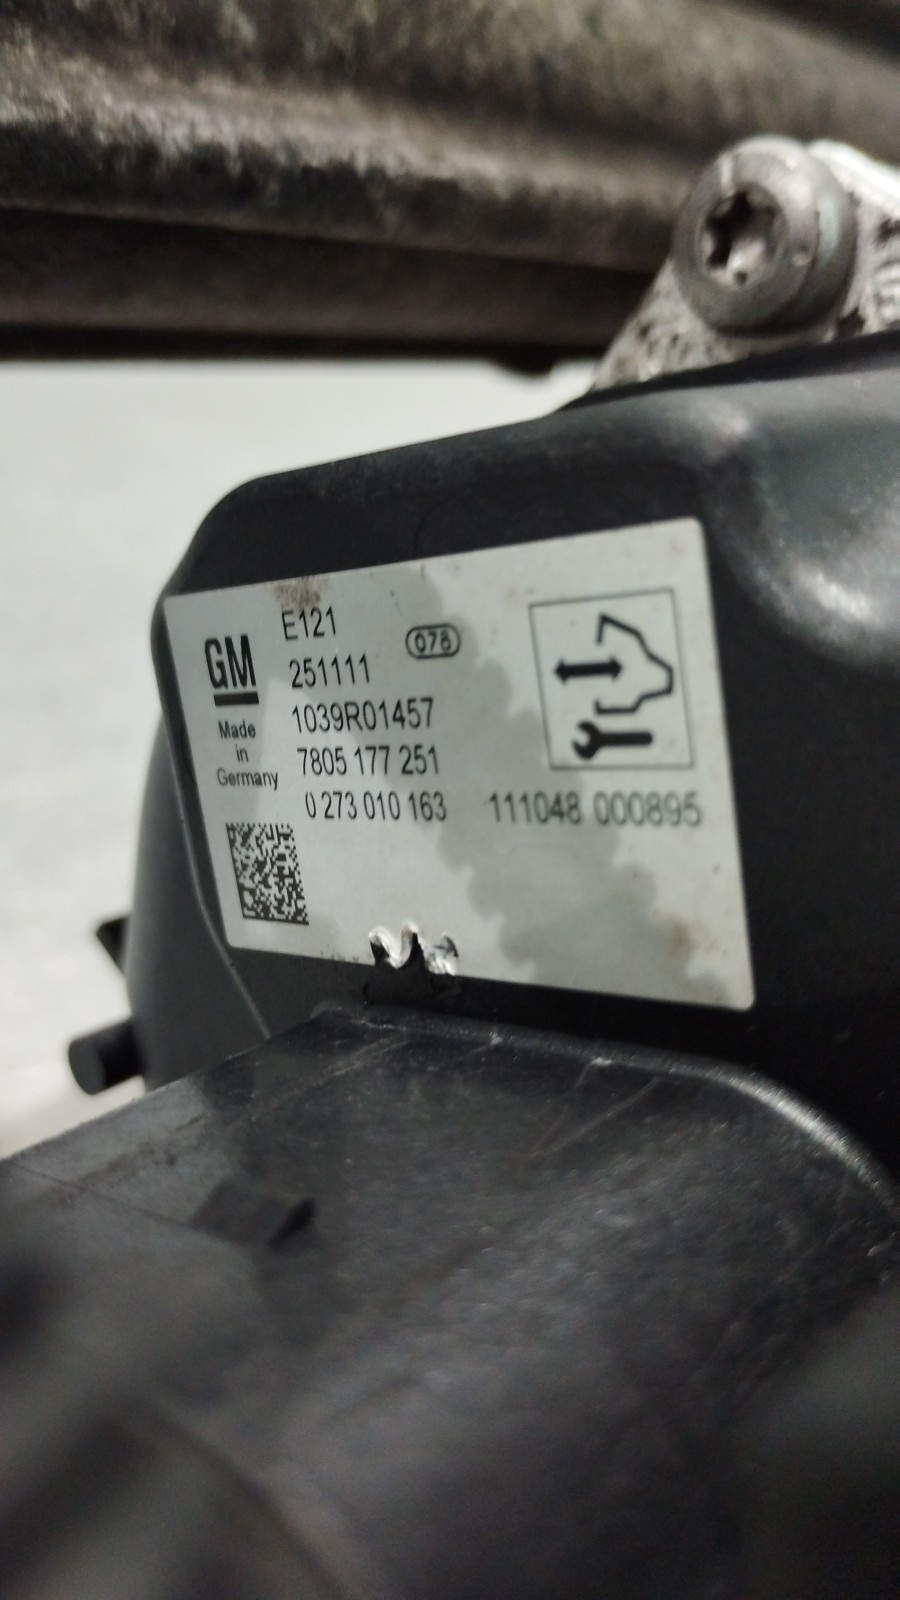 GM
Made
in
Germany
E121
078
251111
1039R01457
7805 177 251
0 273 010 163 111048 000895